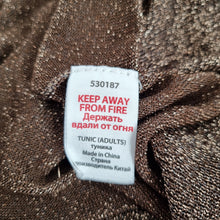 530187
KEEP AWAY
FROM FIRE
Держать
вдали от огня
TUNIC (ADULTS)
туника
Made in China
Страна
производитель Китай